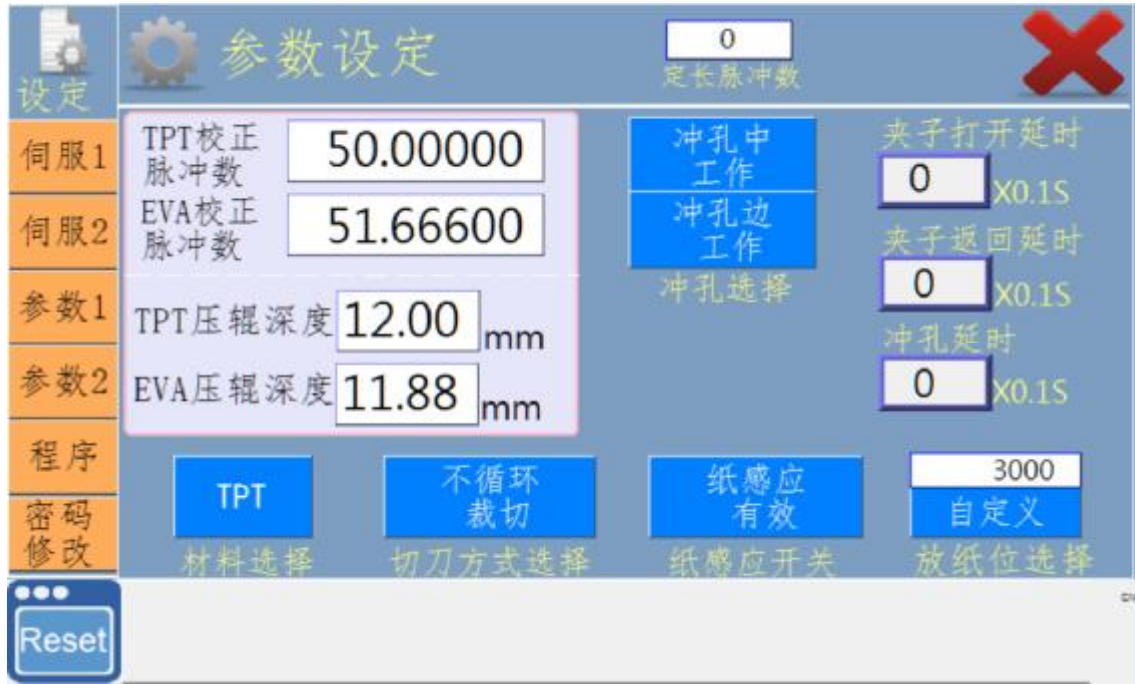 设定
参数设定
0
定长脉冲数
伺服1
伺服2
参数1
参数2
程序
密码
修改
TPT校正
脉冲数
50.00000
EVA校正
脉冲数
51.66600
TPT压辊深度
12.00
mm
EVA压辊深度
11.88
mm
冲孔中
工作
冲孔边
工作
冲孔选择
夹子打开延时
0
X0.1S
夹子返回延时
0
X0.1S
冲孔延时
0
X0.1S
TPT
材料选择
不循环
裁切
切刀方式选择
纸感应
有效
纸感应开关
3000
自定义
放纸位选择
Reset